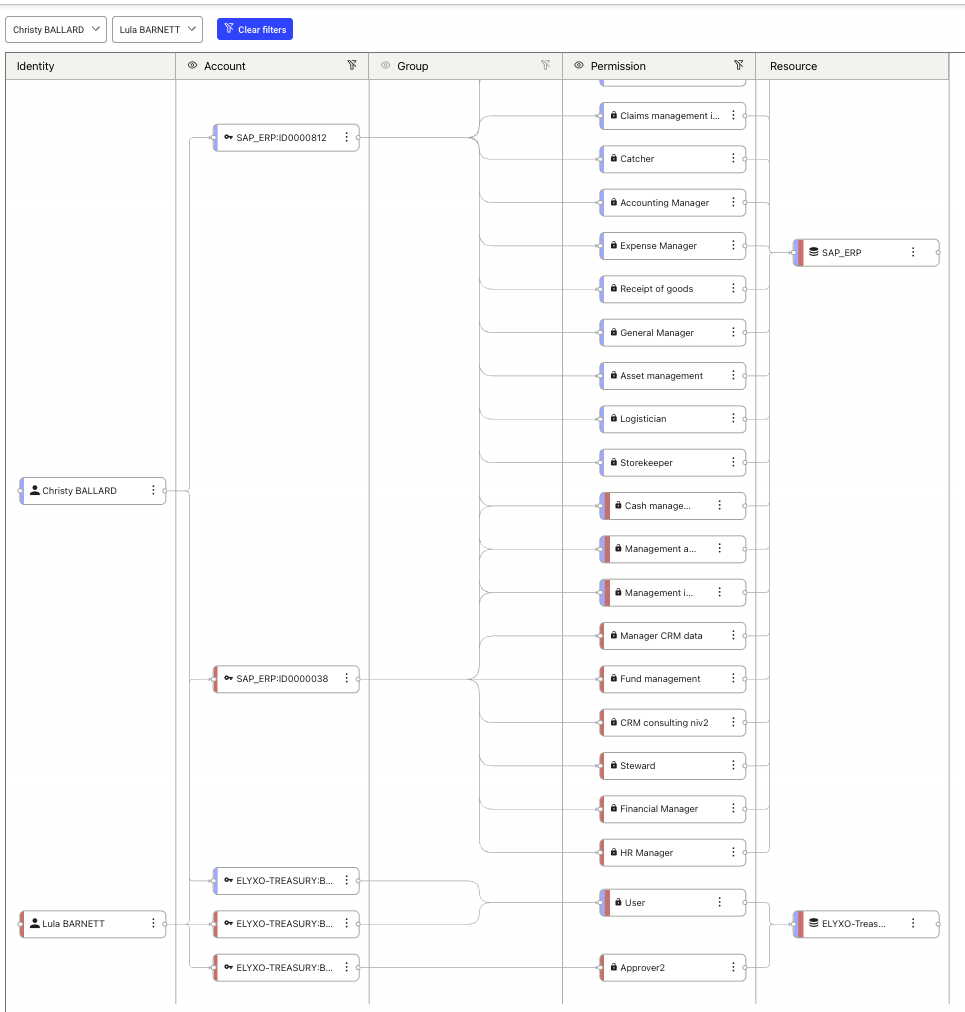 Christy BALLARD
Lula BARNETT
Clear filters
Identity
Account
Group
Permission
Resource
Claims management i...
SAP_ERP:ID0000812
Catcher
Accounting Manager
Expense Manager
SAP_ERP
Receipt of goods
General Manager
Asset management
Logistician
Storekeeper
Christy BALLARD
Cash manage...
Management a...
Management i...
Manager CRM data
SAP_ERP:ID0000038
Fund management
CRM consulting niv2
Steward
Financial Manager
HR Manager
ELYXO-TREASURY:B...
User
Lula BARNETT
ELYXO-TREASURY:B...
ELYXO-Treas...
ELYXO-TREASURY:B...
Approver2